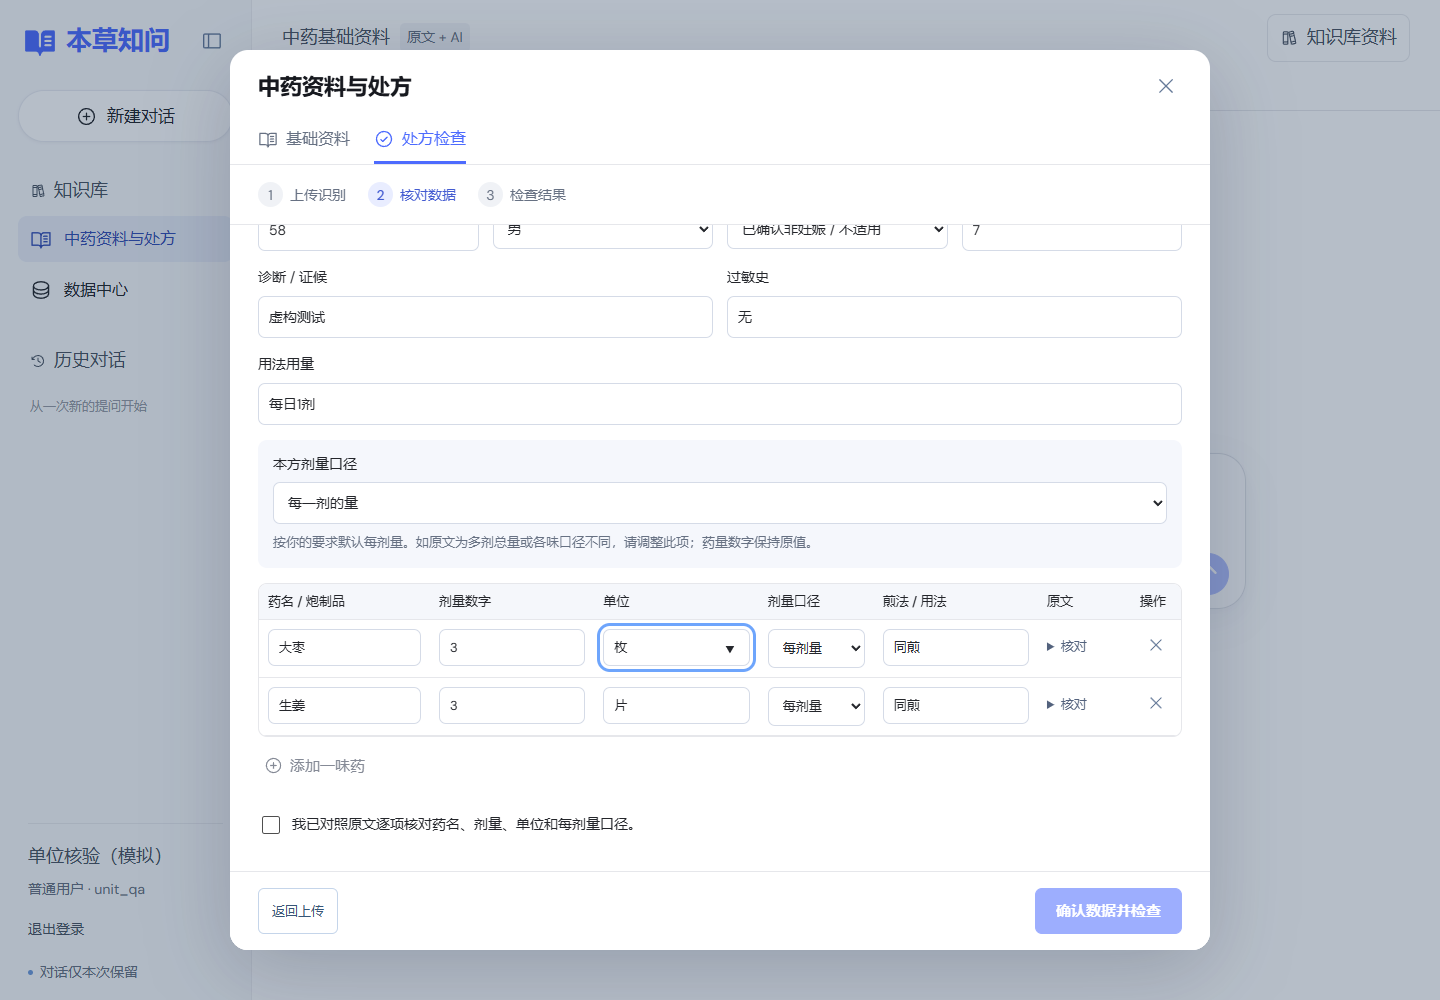 本草知问
中药基础资料 原文 + AI
知识库资料
新建对话
知识库
中药资料与处方
数据中心
历史对话
从一次新的提问开始
单位核验（模拟）
普通用户 · unit_qa
退出登录
对话仅本次保留
中药资料与处方
基础资料 处方检查
1 上传识别 2 核对数据 3 检查结果
58 男 已确认非妊娠 / 不适用 7
诊断 / 证候 过敏史
虚构测试 无
用法用量
每日1剂
本方剂量口径
每一剂的量
按你的要求默认每剂量。如原文为多剂总量或各味口径不同，请调整此项；药量数字保持原值。
药名 / 炮制品 剂量数字 单位 剂量口径 煎法 / 用法 原文 操作
大枣 3 枚 每剂量 同煎 核对
生姜 3 片 每剂量 同煎 核对
添加一味药
我已对照原文逐项核对药名、剂量、单位和每剂量口径。
返回上传 确认数据并检查